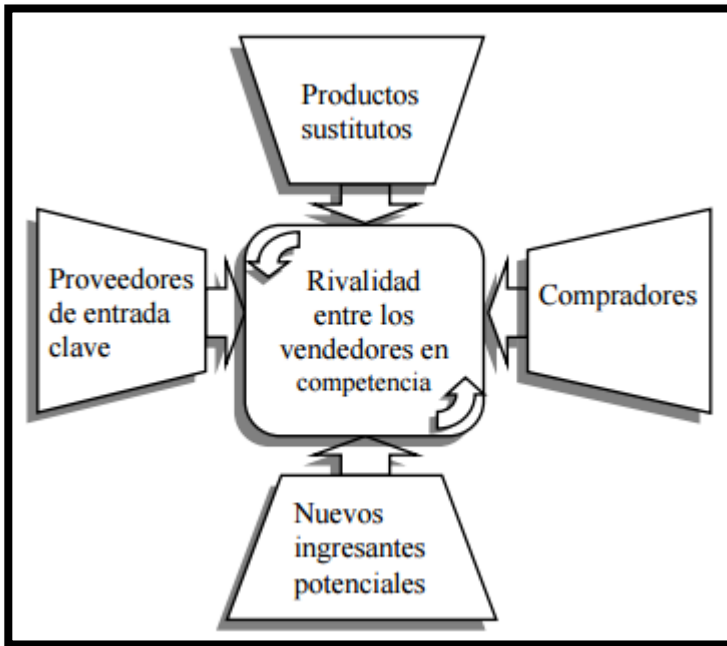 Productos
sustitutos
Proveedores
de entrada
clave
Rivalidad
entre los
vendedores en
competencia
Compradores
Nuevos
ingresantes
potenciales